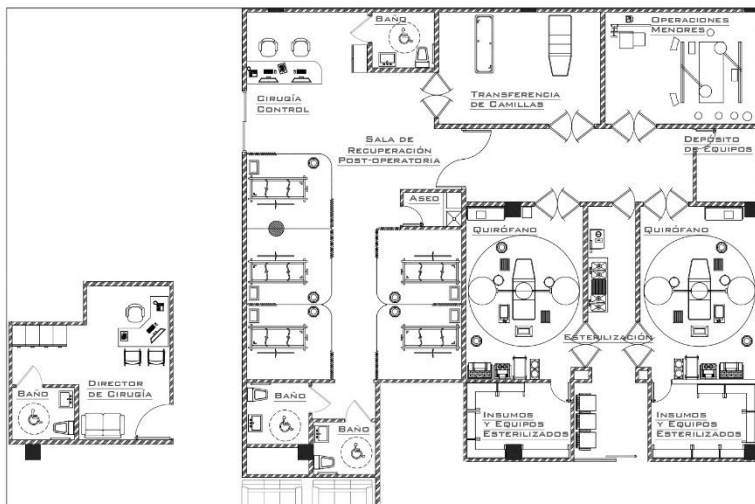 Baño
Operaciones
Menores
Cirugía
Control
Transferencia
de Camillas
Sala de
Recuperación
Post-operatoria
Depósito
de Equipos
Aseo
Quirófano
Quirófano
Esterilización
Director
de Cirugía
Baño
Baño
Baño
Insumos
y Equipos
Esterilizados
Insumos
y Equipos
Esterilizados